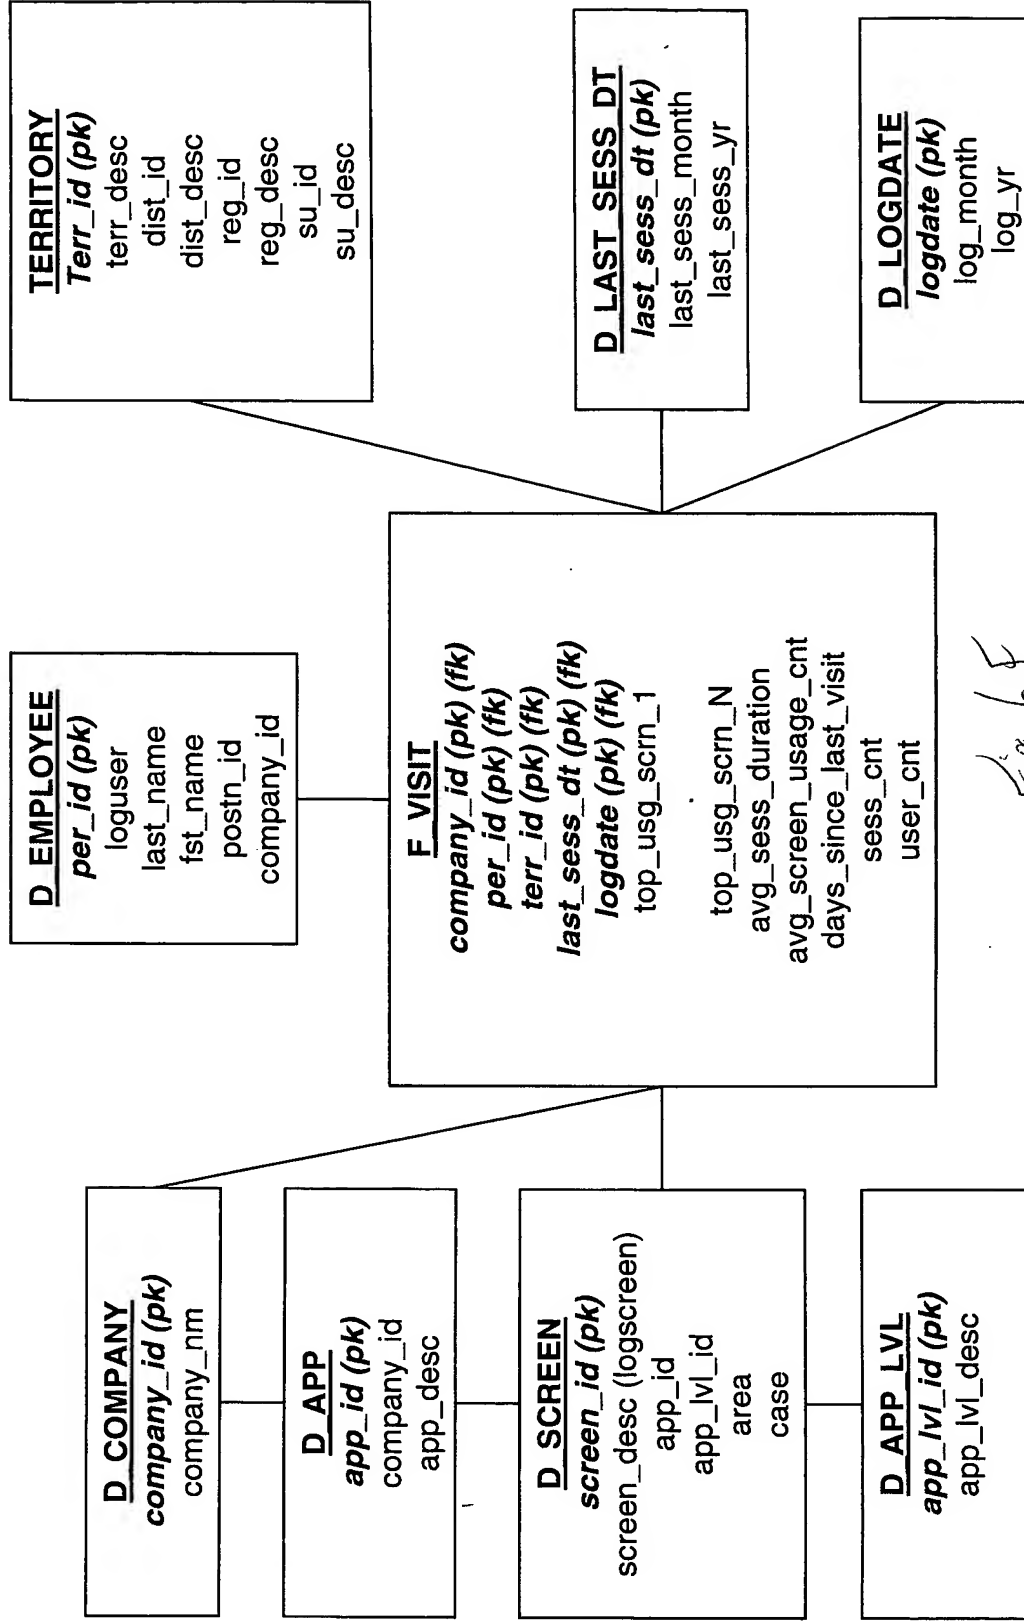 D_COMPANY
company_id (pk)
company_nm
D_APP
app_id (pk)
company_id
app_desc
D_SCREEN
screen_id (pk)
screen_desc (logscreen)
app_id
app_lvl_id
area
case
D_APP_LVL
app_lvl_id (pk)
app_lvl_desc
D_EMPLOYEE
per_id (pk)
loguser
last_name
fst_name
postn_id
company_id
F_VISIT
company_id (pk) (fk)
per_id (pk) (fk)
terr_id (pk) (fk)
last_sess_dt (pk) (fk)
logdate (pk) (fk)
top_usg_scrn_1
top_usg_scrn_N
avg_sess_duration
avg_screen_usage_cnt
days_since_last_visit
sess_cnt
user_cnt
TERRITORY
Terr_id (pk)
terr_desc
dist_id
dist_desc
reg_id
reg_desc
su_id
su_desc
D_LAST_SESS_DT
last_sess_dt (pk)
last_sess_month
last_sess_yr
D_LOGDATE
logdate (pk)
log_month
log_yr